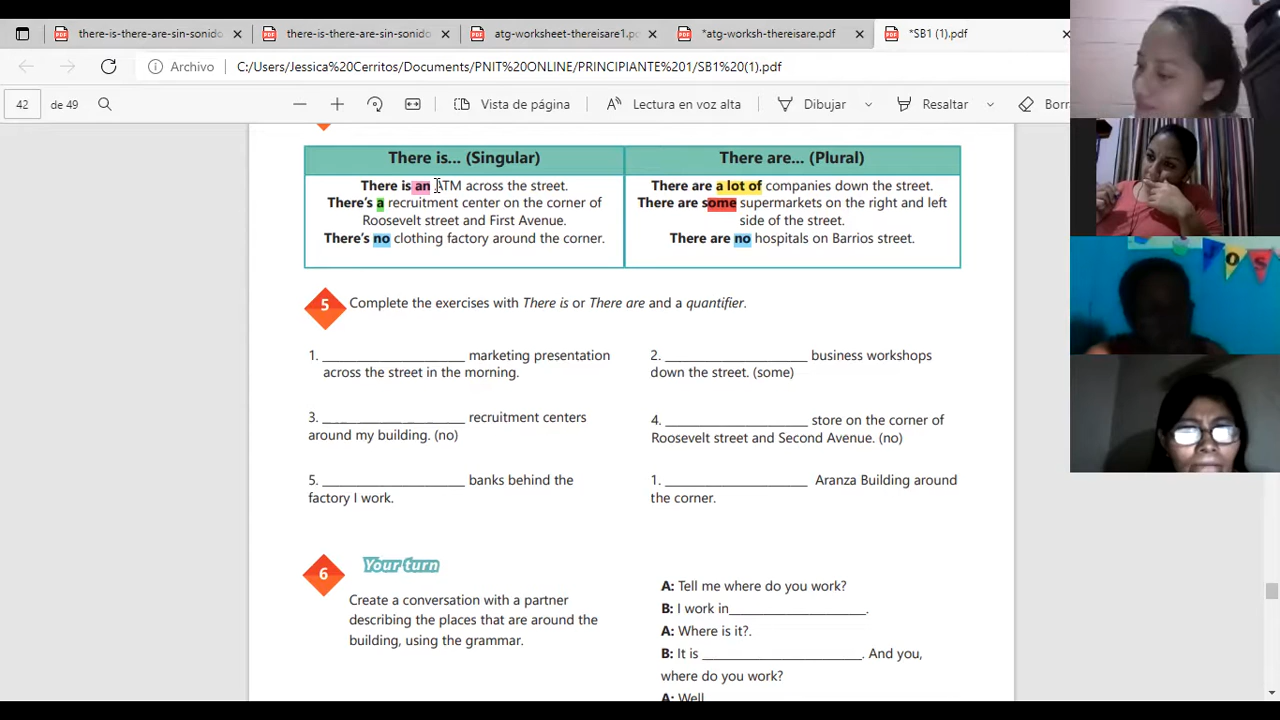 there-is-there-are-sin-sonido
there-is-there-are-sin-sonido
atg-worksheet-thereisare1.pc
*atg-worksh-thereisare.pdf
*SB1 (1).pdf
Archivo
C:/Users/Jessica%20Cerritos/Documents/PNIT%20ONLINE/PRINCIPIANTE%201/SB1%20(1).pdf
42 de 49
Vista de página
Lectura en voz alta
Dibujar
Resaltar
Borr
There is... (Singular)
There are... (Plural)
There is an ATM across the street.
There's a recruitment center on the corner of
Roosevelt street and First Avenue.
There's no clothing factory around the corner.
There are a lot of companies down the street.
There are some supermarkets on the right and left
side of the street.
There are no hospitals on Barrios street.
5
Complete the exercises with There is or There are and a quantifier.
1. ____________________ marketing presentation
across the street in the morning.
2. ____________________ business workshops
down the street. (some)
3. ____________________ recruitment centers
around my building. (no)
4. ____________________ store on the corner of
Roosevelt street and Second Avenue. (no)
5. ____________________ banks behind the
factory I work.
1. ____________________ Aranza Building around
the corner.
6
Your turn
Create a conversation with a partner
describing the places that are around the
building, using the grammar.
A: Tell me where do you work?
B: I work in___________________.
A: Where is it?.
B: It is ______________________. And you,
where do you work?
A: Well